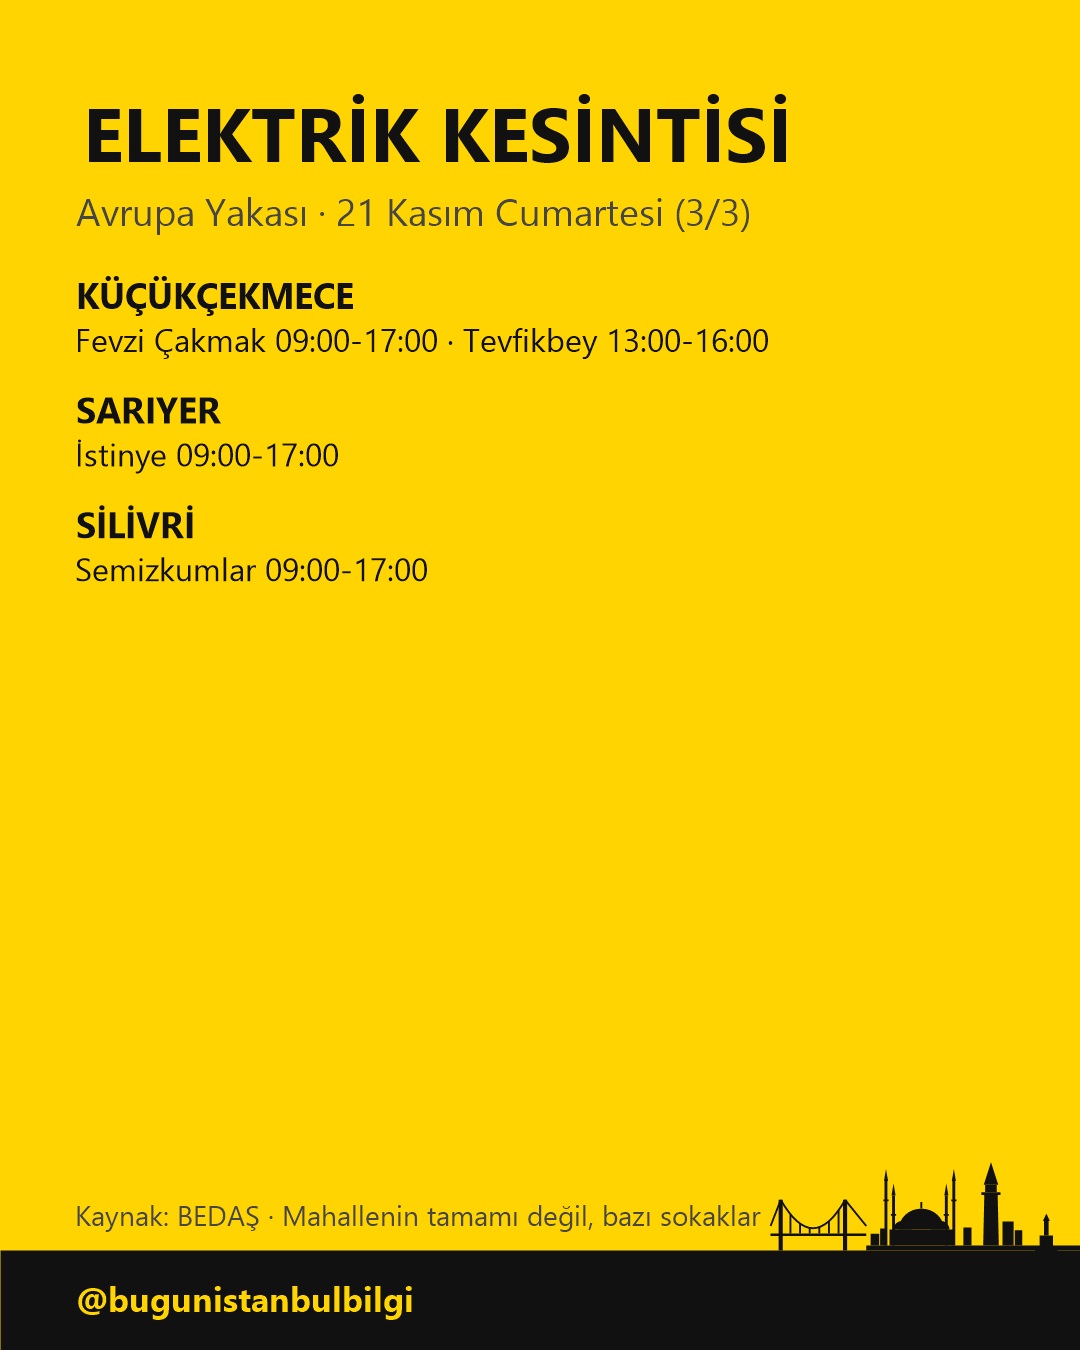 ELEKTRİK KESİNTİSİ
Avrupa Yakası · 21 Kasım Cumartesi (3/3)
KÜÇÜKÇEKMECE
Fevzi Çakmak 09:00-17:00 · Tevfikbey 13:00-16:00
SARIYER
İstinye 09:00-17:00
SİLİVRİ
Semizkumlar 09:00-17:00
Kaynak: BEDAŞ · Mahallenin tamamı değil, bazı sokaklar
@bugunistanbulbilgi